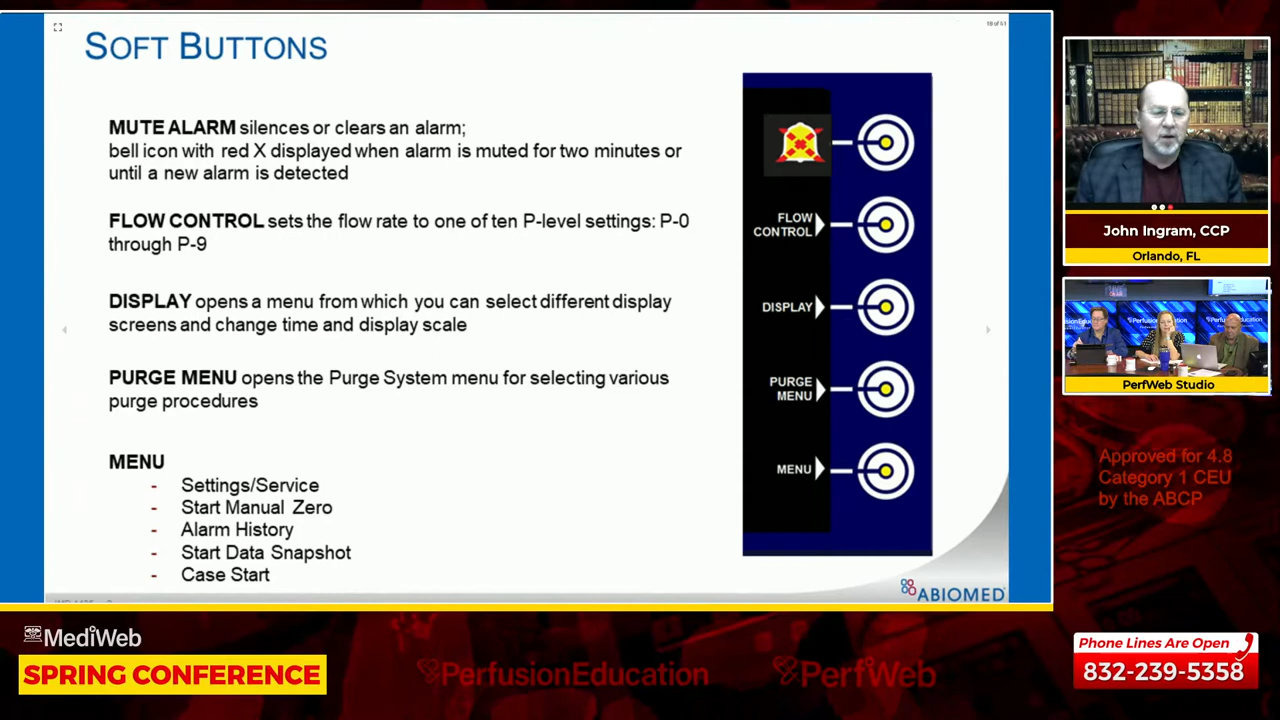 18 of 61
SOFT BUTTONS
MUTE ALARM silences or clears an alarm;
bell icon with red X displayed when alarm is muted for two minutes or
until a new alarm is detected
FLOW CONTROL sets the flow rate to one of ten P-level settings: P-0
through P-9
DISPLAY opens a menu from which you can select different display
screens and change time and display scale
PURGE MENU opens the Purge System menu for selecting various
purge procedures
MENU
- Settings/Service
- Start Manual Zero
- Alarm History
- Start Data Snapshot
- Case Start
FLOW
CONTROL
DISPLAY
PURGE
MENU
MENU
ABIOMED
John Ingram, CCP
Orlando, FL
PerfWeb Studio
Approved for 4.8
Category 1 CEU
by the ABCP
MediWeb
SPRING CONFERENCE
PerfusionEducation
PerfWeb
Phone Lines Are Open
832-239-5358